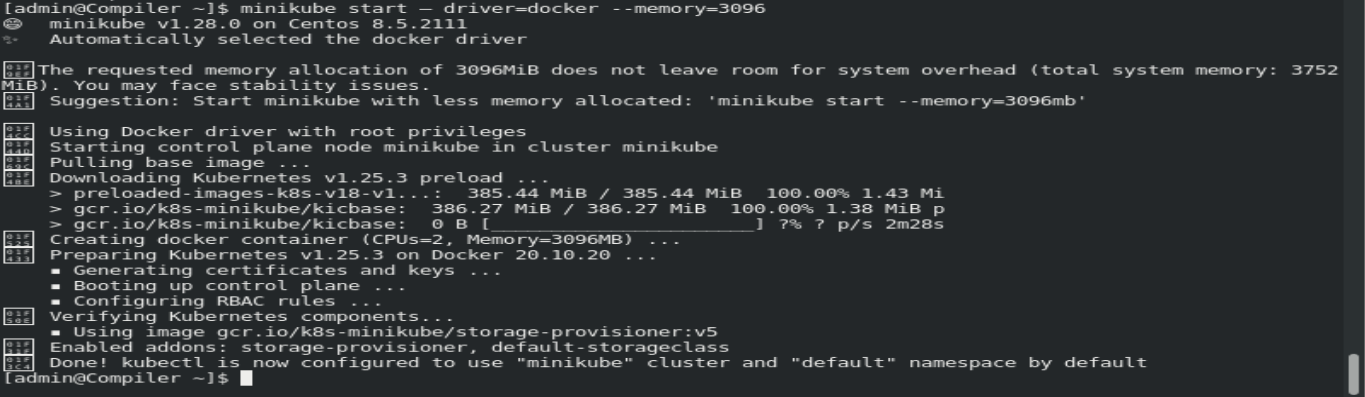 [admin@Compiler ~]$ minikube start — driver=docker --memory=3096
minikube v1.28.0 on Centos 8.5.2111
Automatically selected the docker driver
The requested memory allocation of 3096MiB does not leave room for system overhead (total system memory: 3752
MiB). You may face stability issues.
Suggestion: Start minikube with less memory allocated: 'minikube start --memory=3096mb'
Using Docker driver with root privileges
Starting control plane node minikube in cluster minikube
Pulling base image ...
Downloading Kubernetes v1.25.3 preload ...
> preloaded-images-k8s-v18-v1...:  385.44 MiB / 385.44 MiB  100.00% 1.43 Mi
> gcr.io/k8s-minikube/kicbase:  386.27 MiB / 386.27 MiB  100.00% 1.38 MiB p
> gcr.io/k8s-minikube/kicbase:  0 B [________________________] ?% ? p/s 2m28s
Creating docker container (CPUs=2, Memory=3096MB) ...
Preparing Kubernetes v1.25.3 on Docker 20.10.20 ...
▪ Generating certificates and keys ...
▪ Booting up control plane ...
▪ Configuring RBAC rules ...
Verifying Kubernetes components...
▪ Using image gcr.io/k8s-minikube/storage-provisioner:v5
Enabled addons: storage-provisioner, default-storageclass
Done! kubectl is now configured to use "minikube" cluster and "default" namespace by default
[admin@Compiler ~]$